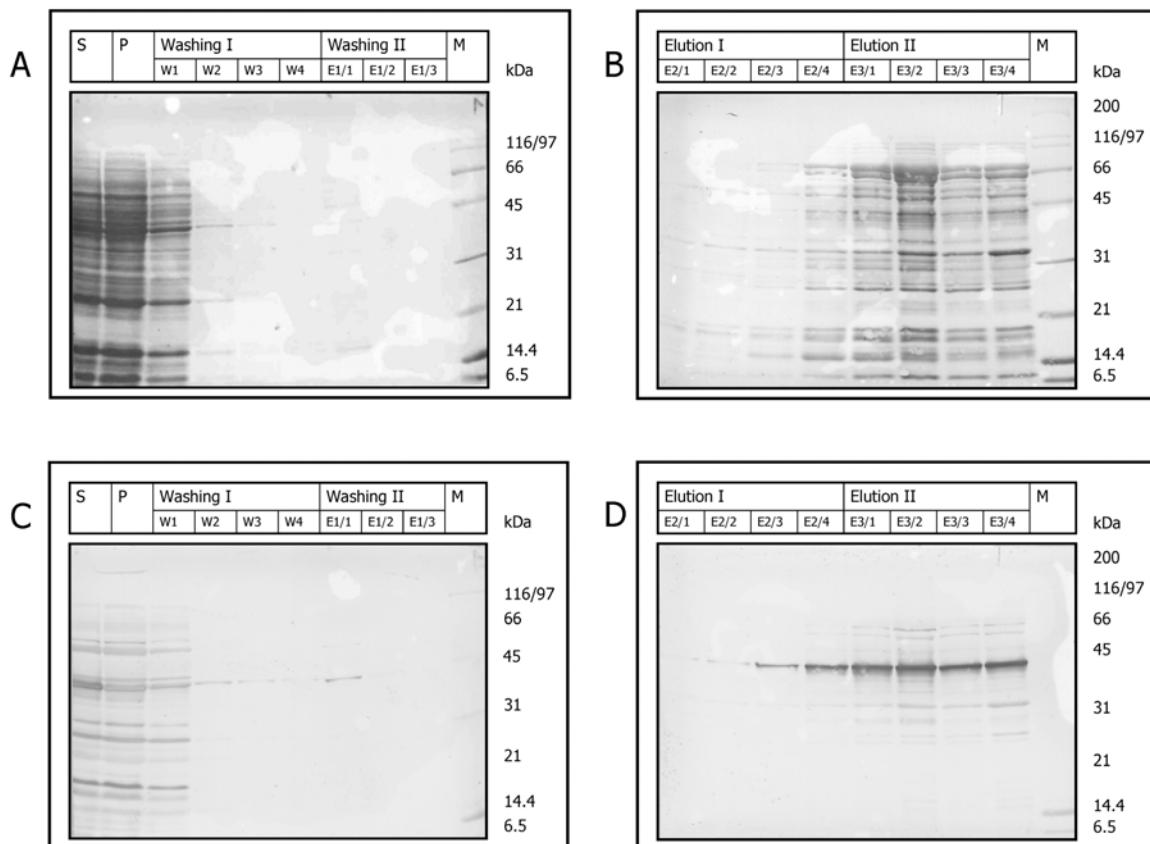 A
S P Washing I Washing II M
W1 W2 W3 W4 E1/1 E1/2 E1/3
kDa
116/97
66
45
31
21
14.4
6.5
B
Elution I Elution II M
E2/1 E2/2 E2/3 E2/4 E3/1 E3/2 E3/3 E3/4
kDa
200
116/97
66
45
31
21
14.4
6.5
C
S P Washing I Washing II M
W1 W2 W3 W4 E1/1 E1/2 E1/3
kDa
116/97
66
45
31
21
14.4
6.5
D
Elution I Elution II M
E2/1 E2/2 E2/3 E2/4 E3/1 E3/2 E3/3 E3/4
kDa
200
116/97
66
45
31
21
14.4
6.5